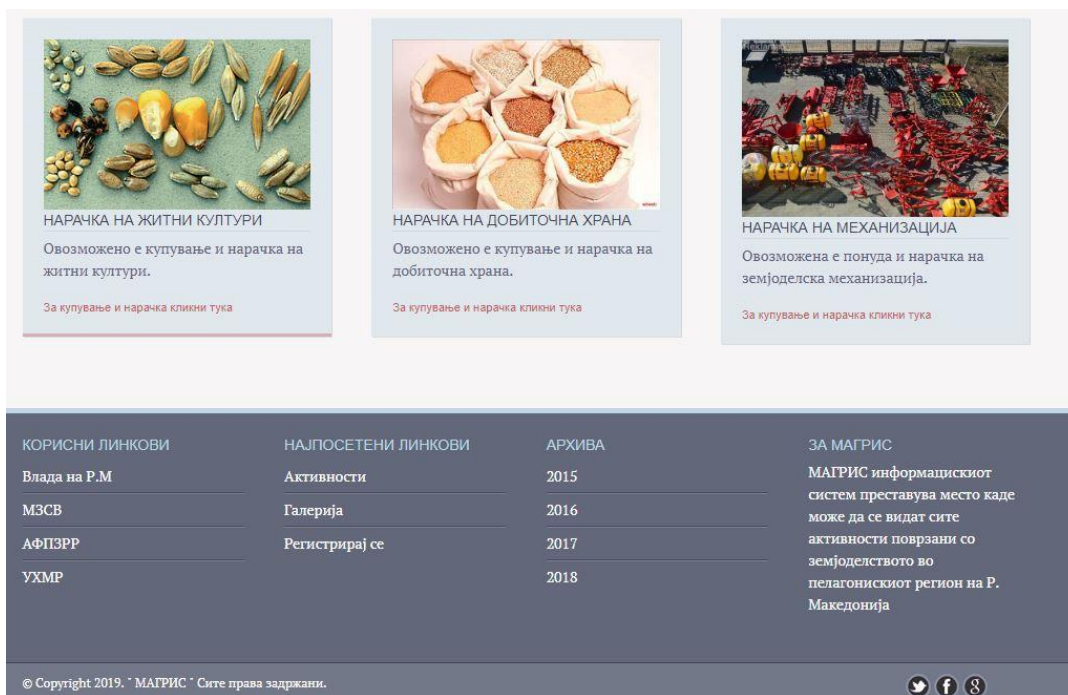 НАРАЧКА НА ЖИТНИ КУЛТУРИ
Овозможено е купување и нарачка на
житни култури.
За купување и нарачка кликни тука
НАРАЧКА НА ДОБИТОЧНА ХРАНА
Овозможено е купување и нарачка на
добиточна храна.
За купување и нарачка кликни тука
Reklama5
НАРАЧКА НА МЕХАНИЗАЦИЈА
Овозможена е понуда и нарачка на
земјоделска механизација.
За купување и нарачка кликни тука
КОРИСНИ ЛИНКОВИ
Влада на Р.М
МЗСВ
АФПЗРР
УХМР
НАЈПОСЕТЕНИ ЛИНКОВИ
Активности
Галерија
Регистрирај се
АРХИВА
2015
2016
2017
2018
ЗА МАГРИС
МАГРИС информацискиот
систем преставува место каде
може да се видат сите
активности поврзани со
земјоделството во
пелагонискиот регион на Р.
Македонија
© Copyright 2019. ˜ МАГРИС ˜ Сите права задржани.